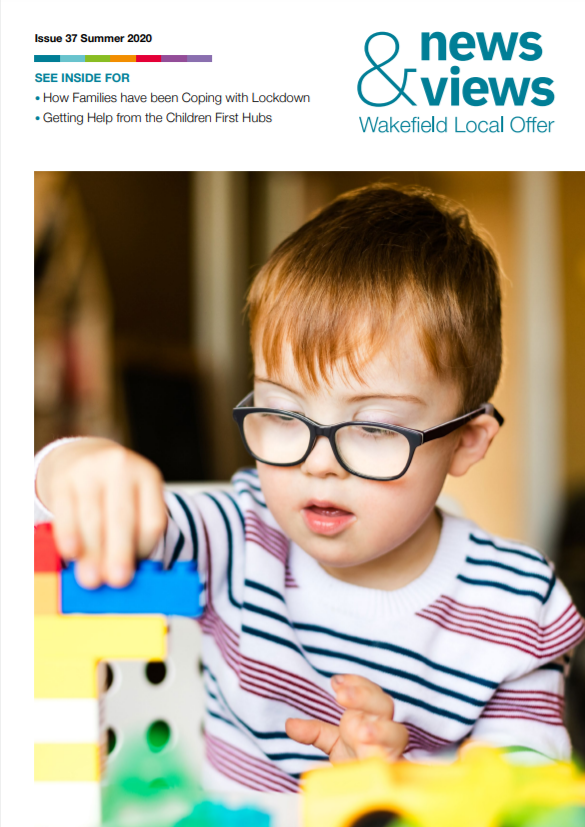 Issue 37 Summer 2020
SEE INSIDE FOR
• How Families have been Coping with Lockdown
• Getting Help from the Children First Hubs
news
& views
Wakefield Local Offer